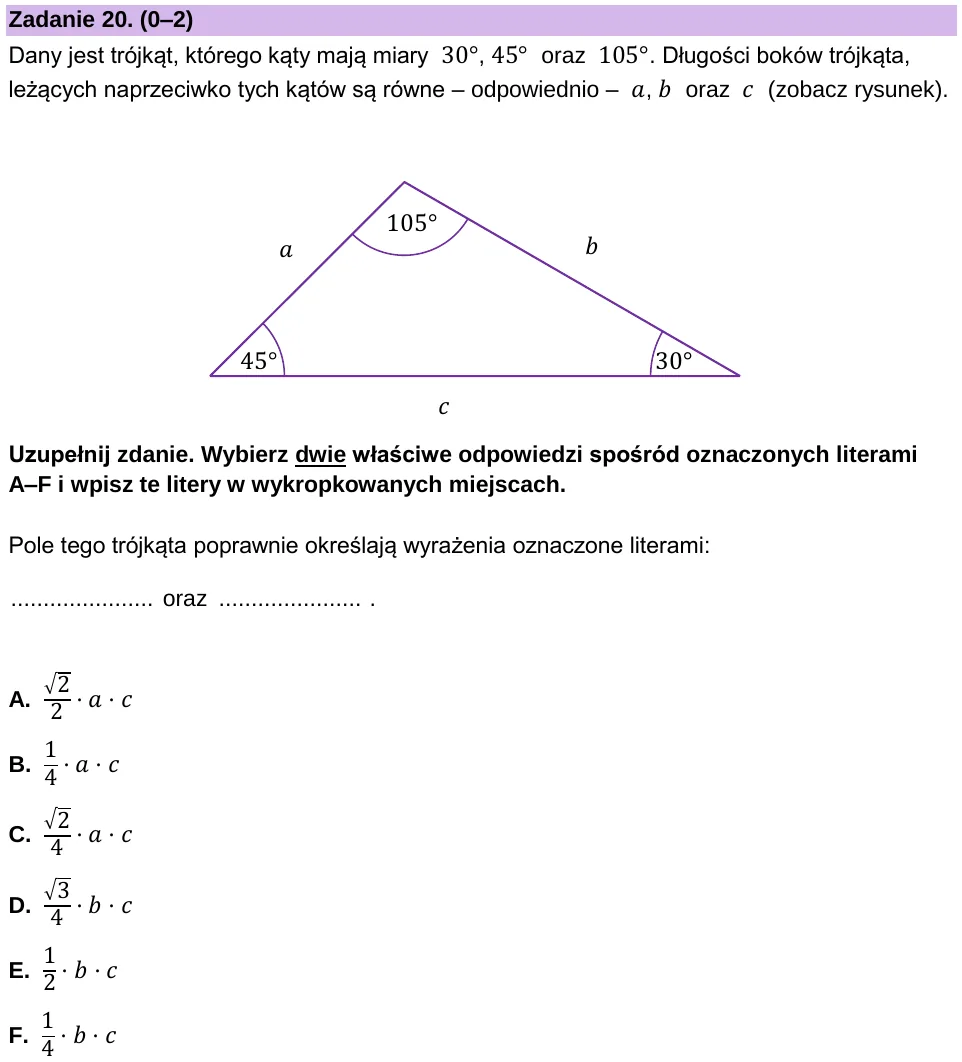 Zadanie 20. (0–2)
Dany jest trójkąt, którego kąty mają miary 30°, 45° oraz 105°. Długości boków trójkąta,
leżących naprzeciwko tych kątów są równe – odpowiednio – a, b oraz c (zobacz rysunek).
105°
a
b
45°
30°
c
Uzupełnij zdanie. Wybierz dwie właściwe odpowiedzi spośród oznaczonych literami
A–F i wpisz te litery w wykropkowanych miejscach.
Pole tego trójkąta poprawnie określają wyrażenia oznaczone literami:
...................... oraz ...................... .
A. √2/2 · a · c
B. 1/4 · a · c
C. √2/4 · a · c
D. √3/4 · b · c
E. 1/2 · b · c
F. 1/4 · b · c